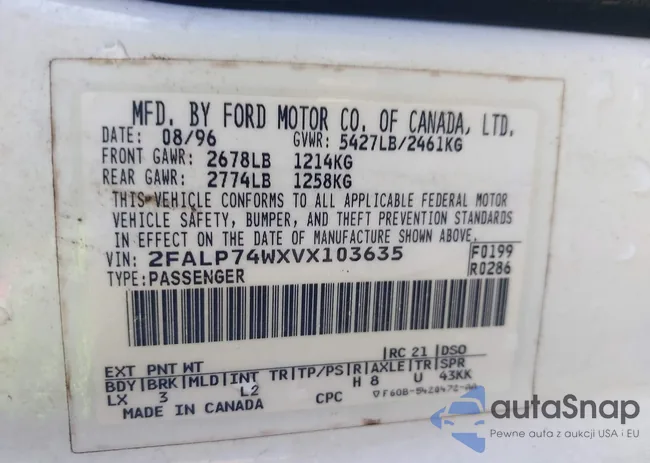 MFD. BY FORD MOTOR CO. OF CANADA, LTD.
DATE: 08/96 GVWR: 5427LB/2461KG
FRONT GAWR: 2678LB 1214KG
REAR GAWR: 2774LB 1258KG
THIS VEHICLE CONFORMS TO ALL APPLICABLE FEDERAL MOTOR
VEHICLE SAFETY, BUMPER, AND THEFT PREVENTION STANDARDS
IN EFFECT ON THE DATE OF MANUFACTURE SHOWN ABOVE.
VIN: 2FALP74WXVX103635 F0199
TYPE: PASSENGER R0286
EXT PNT WT RC 21 DSO
BDY BRK MLD INT TR TP/PS R AXLE TR SPR
LX 3 L2 H 8 U 43KK
MADE IN CANADA CPC
autaSnap
Pewne auta z aukcji USA i EU